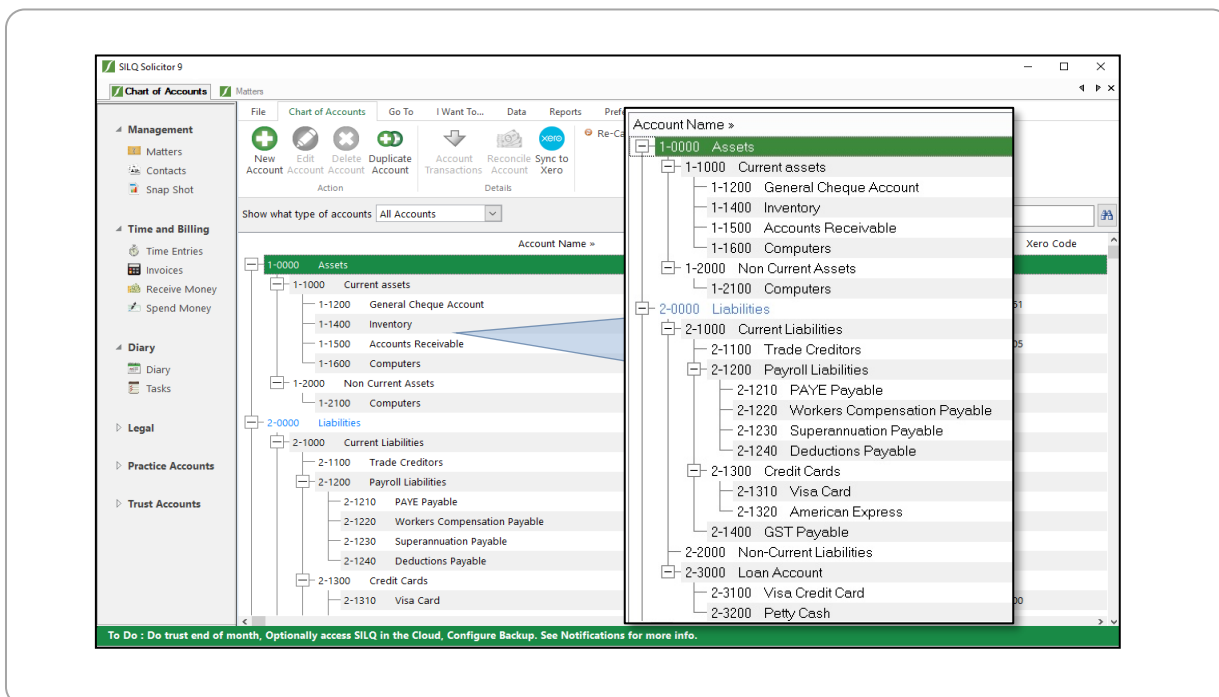 SILQ Solicitor 9
Chart of Accounts Matters
File Chart of Accounts Go To I Want To... Data Reports
New Account
Edit Account
Delete Account
Duplicate Account
Action
Account Transactions
Reconcile Account
xero
Sync to Xero
Details
Show what type of accounts All Accounts
Management
Matters
Contacts
Snap Shot
Time and Billing
Time Entries
Invoices
Receive Money
Spend Money
Diary
Diary
Tasks
Legal
Practice Accounts
Trust Accounts
Account Name »
Xero Code
1-0000 Assets
1-1000 Current assets
1-1200 General Cheque Account
1-1400 Inventory
1-1500 Accounts Receivable
1-1600 Computers
1-2000 Non Current Assets
1-2100 Computers
2-0000 Liabilities
2-1000 Current Liabilities
2-1100 Trade Creditors
2-1200 Payroll Liabilities
2-1210 PAYE Payable
2-1220 Workers Compensation Payable
2-1230 Superannuation Payable
2-1240 Deductions Payable
2-1300 Credit Cards
2-1310 Visa Card
Account Name »
1-0000 Assets
1-1000 Current assets
1-1200 General Cheque Account
1-1400 Inventory
1-1500 Accounts Receivable
1-1600 Computers
1-2000 Non Current Assets
1-2100 Computers
2-0000 Liabilities
2-1000 Current Liabilities
2-1100 Trade Creditors
2-1200 Payroll Liabilities
2-1210 PAYE Payable
2-1220 Workers Compensation Payable
2-1230 Superannuation Payable
2-1240 Deductions Payable
2-1300 Credit Cards
2-1310 Visa Card
2-1320 American Express
2-1400 GST Payable
2-2000 Non-Current Liabilities
2-3000 Loan Account
2-3100 Visa Credit Card
2-3200 Petty Cash
To Do : Do trust end of month, Optionally access SILQ in the Cloud, Configure Backup. See Notifications for more info.